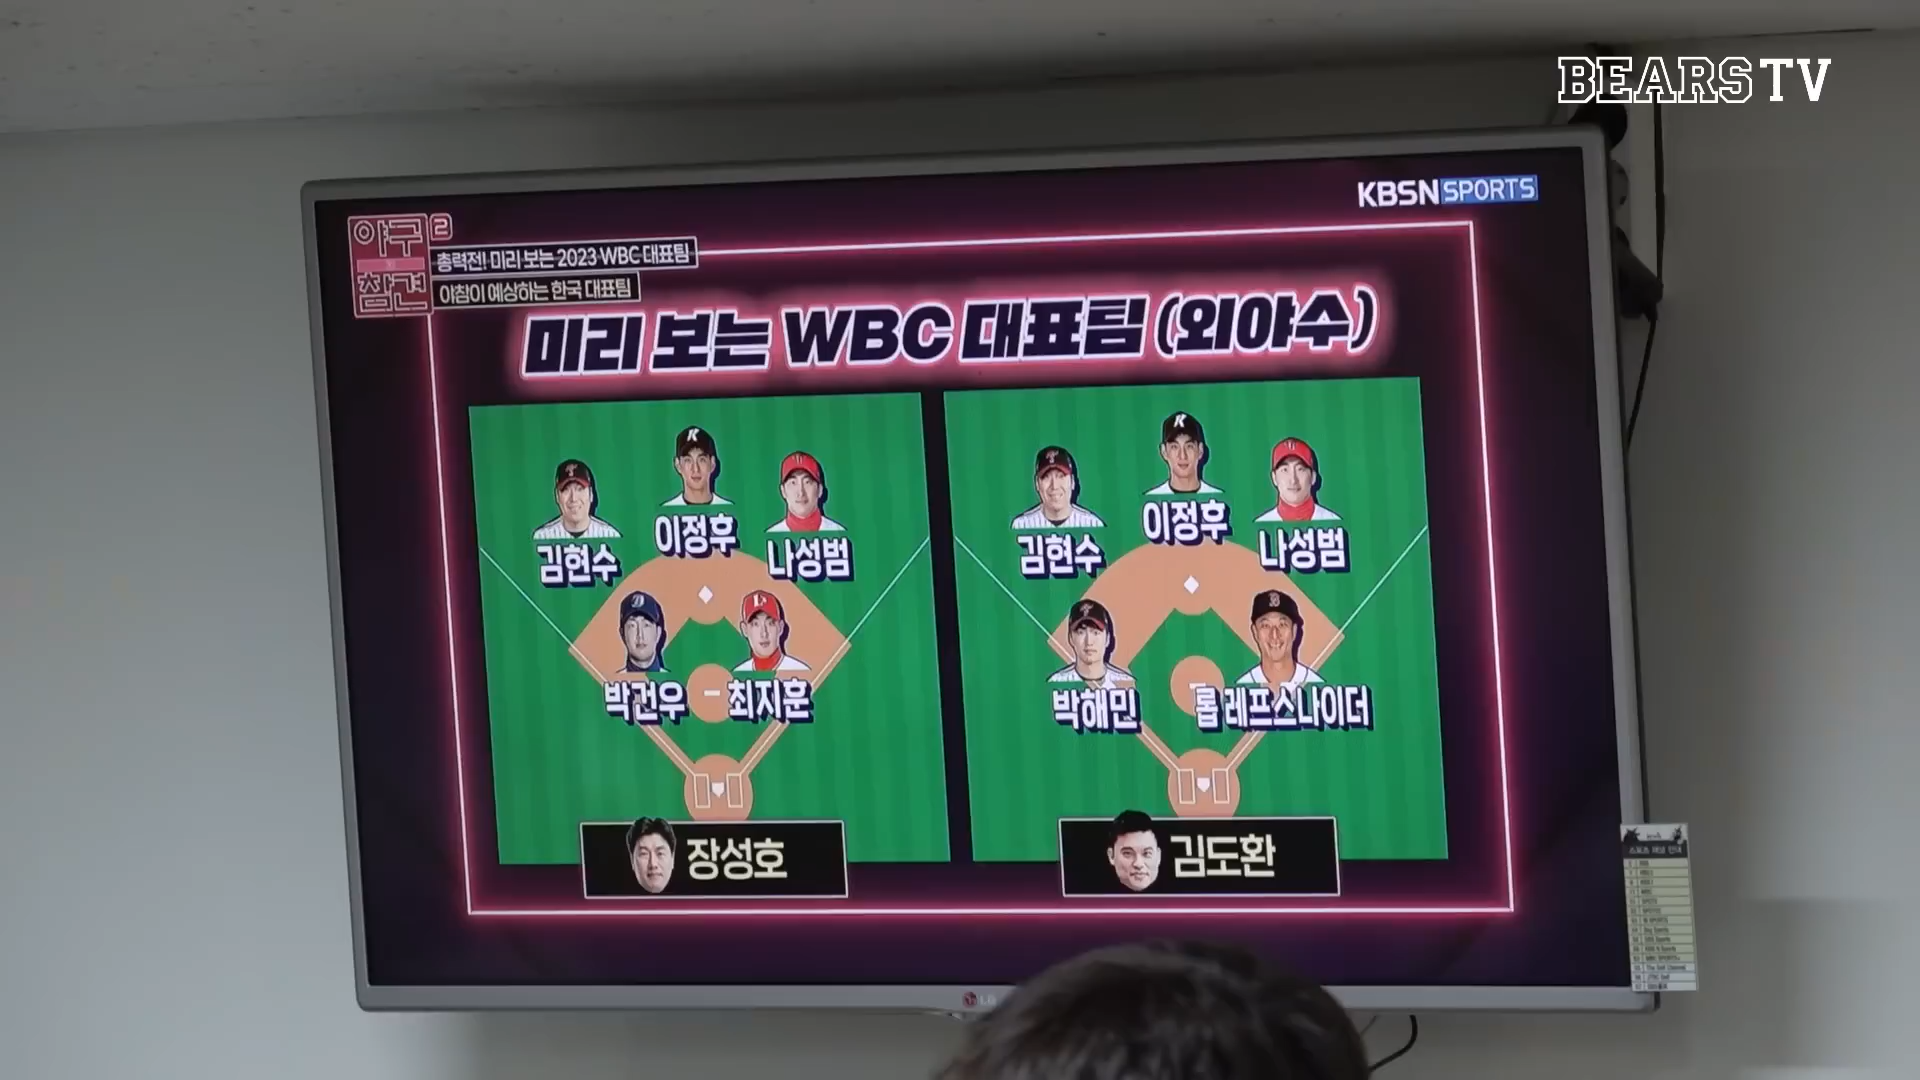 BEARS TV
KBSN SPORTS
야구
참견
2
총력전! 미리 보는 2023 WBC 대표팀
야참이 예상하는 한국 대표팀
미리 보는 WBC 대표팀 (외야수)
김현수
이정후
나성범
박건우 - 최지훈
장성호
김현수
이정후
나성범
박해민
롭 레프스나이더
김도환
LG